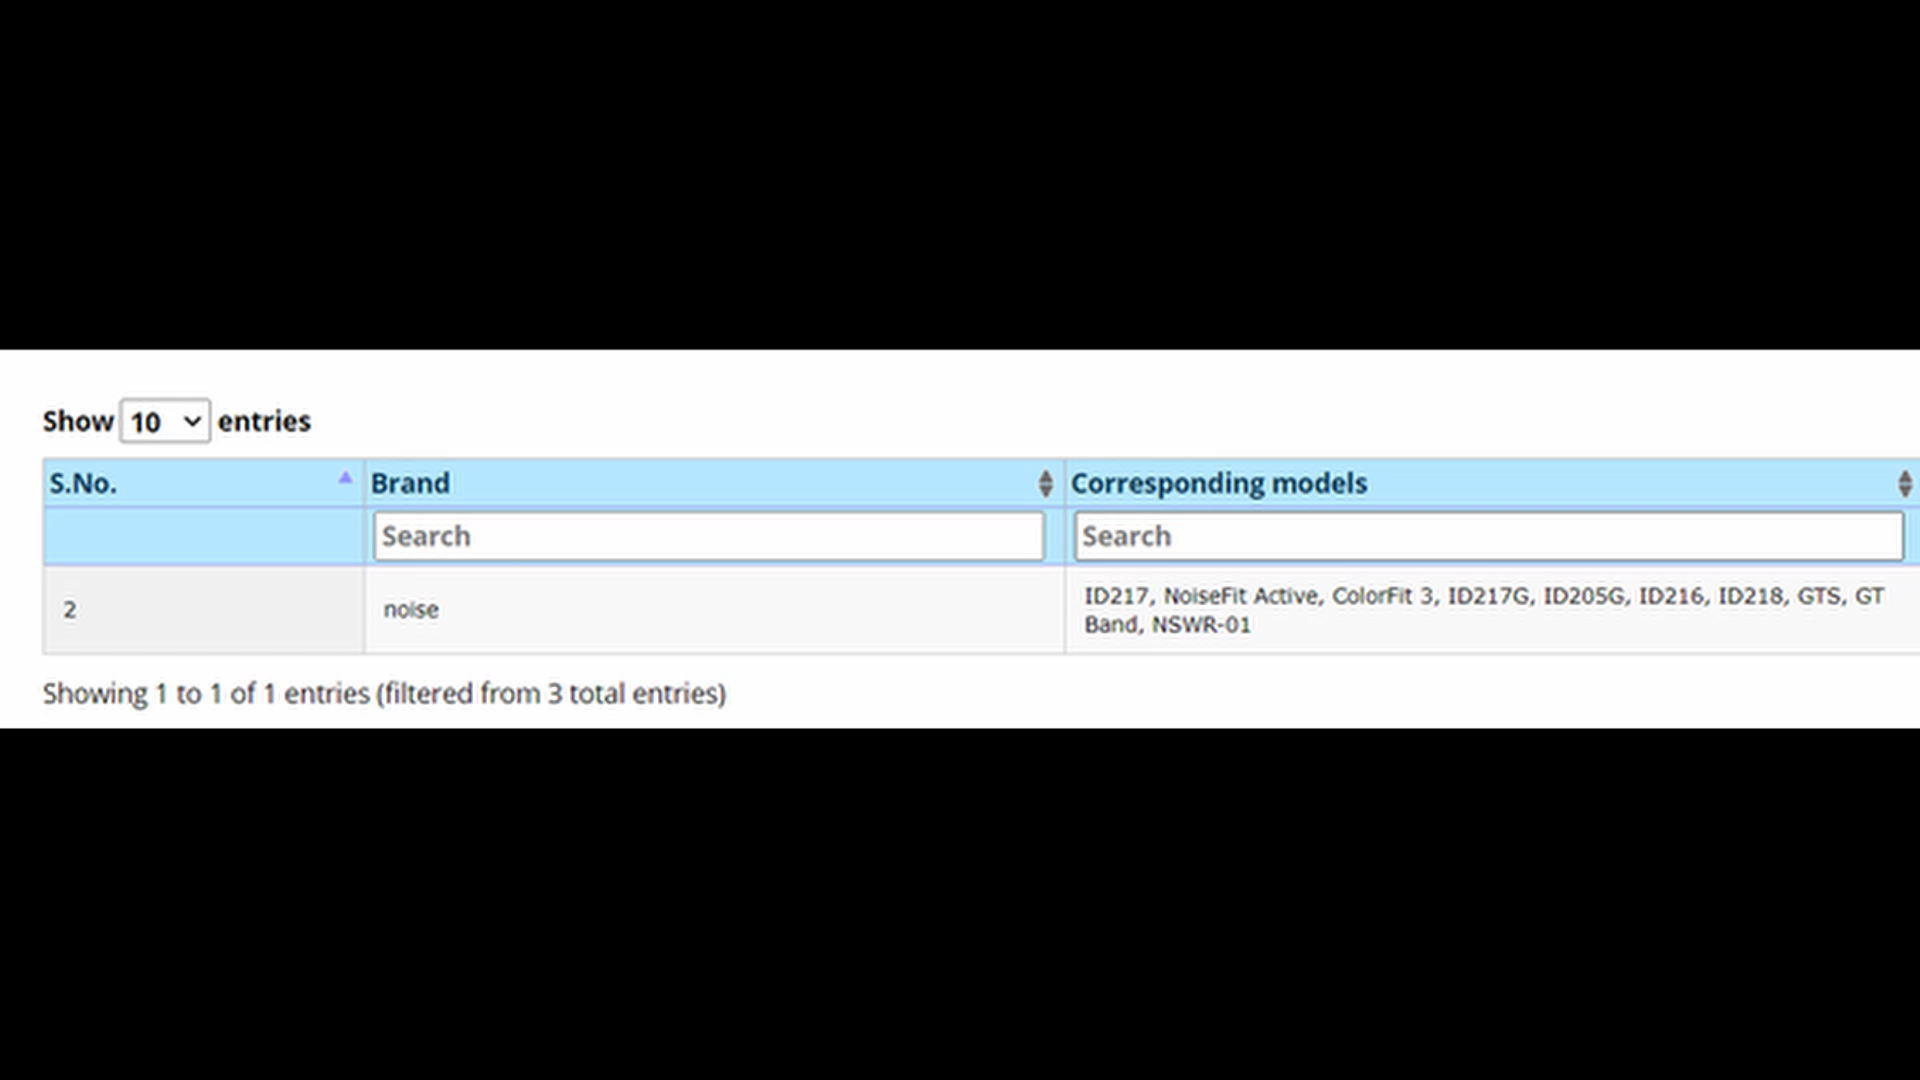 Show 10 entries
S.No. Brand Corresponding models
Search Search
2 noise ID217, NoiseFit Active, ColorFit 3, ID217G, ID205G, ID216, ID218, GTS, GT
Band, NSWR-01
Showing 1 to 1 of 1 entries (filtered from 3 total entries)